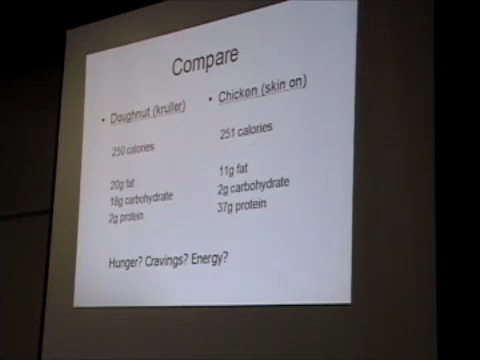 Compare
• Doughnut (kruller)
250 calories
20g fat
18g carbohydrate
2g protein
• Chicken (skin on)
251 calories
11g fat
2g carbohydrate
37g protein
Hunger? Cravings? Energy?